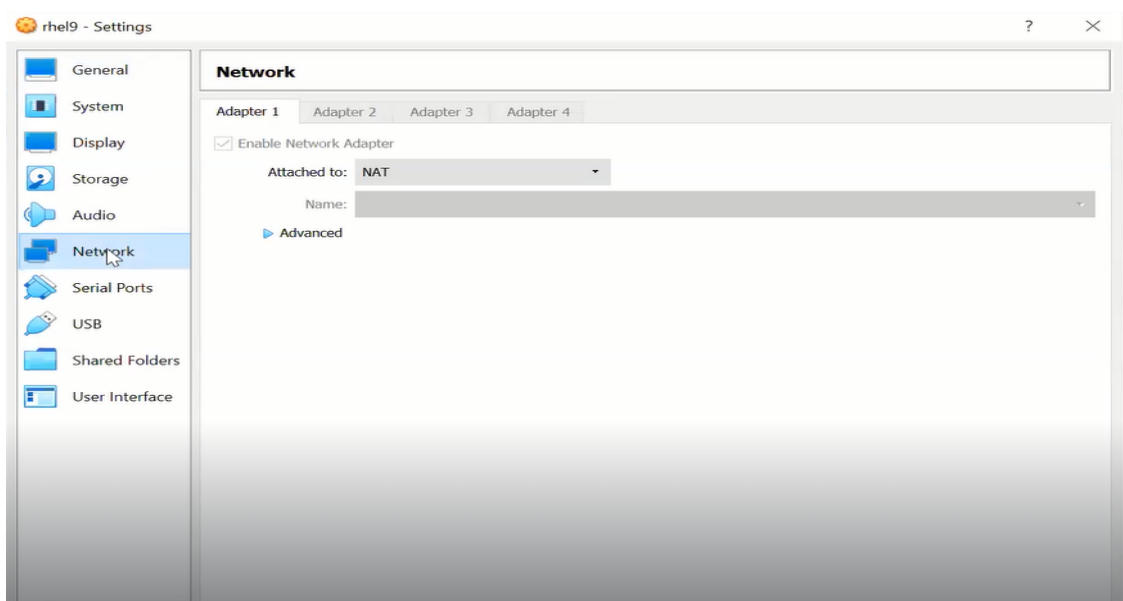 rhel9 - Settings
?
General
System
Display
Storage
Audio
Network
Serial Ports
USB
Shared Folders
User Interface
Network
Adapter 1 Adapter 2 Adapter 3 Adapter 4
Enable Network Adapter
Attached to: NAT
Name:
Advanced